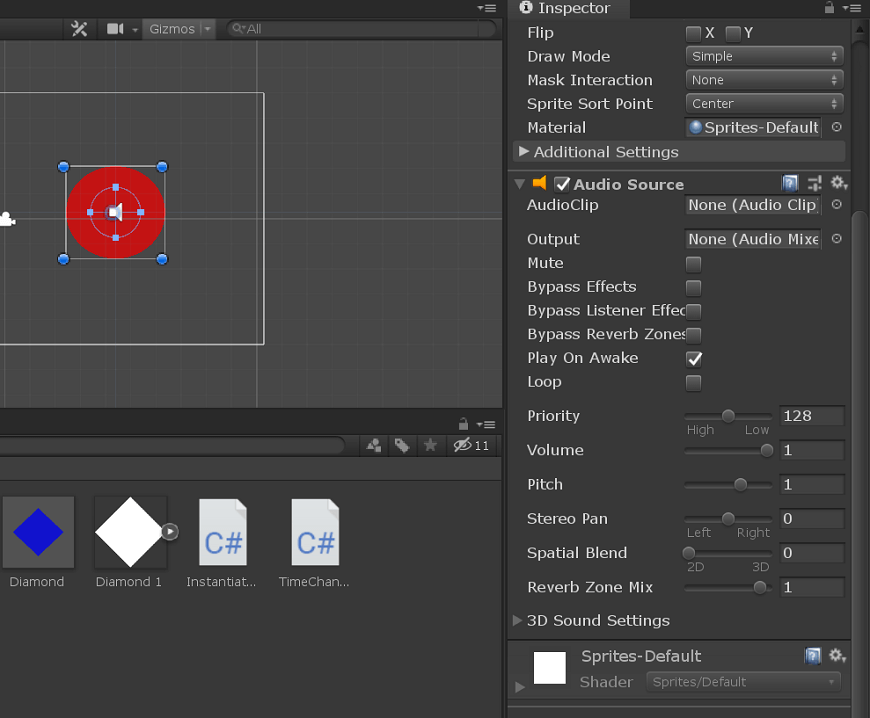 Gizmos
All
11
Diamond
Diamond 1
C#
Instantiat...
C#
TimeChan...
Inspector
Flip X Y
Draw Mode Simple
Mask Interaction None
Sprite Sort Point Center
Material Sprites-Default
Additional Settings
Audio Source
AudioClip None (Audio Clip
Output None (Audio Mixe
Mute
Bypass Effects
Bypass Listener Effec
Bypass Reverb Zones
Play On Awake
Loop
Priority 128
High Low
Volume 1
Pitch 1
Stereo Pan 0
Left Right
Spatial Blend 0
2D 3D
Reverb Zone Mix 1
3D Sound Settings
Sprites-Default
Shader Sprites/Default